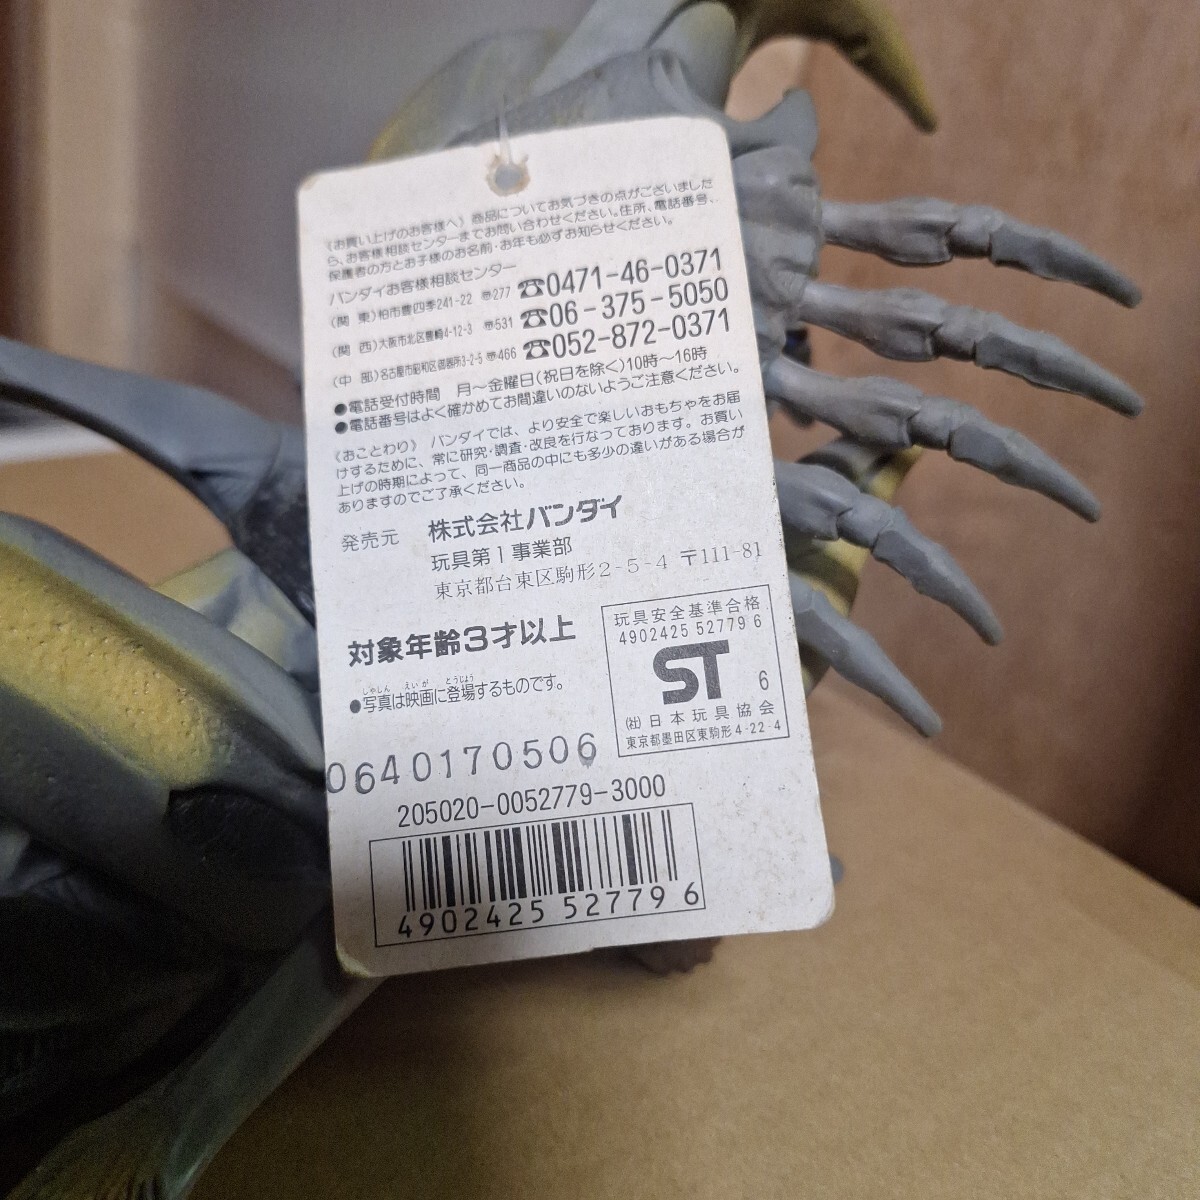 《お買い上げのお客様へ》商品についてお気づきの点がございました
ら、お客様相談センターまでお問い合わせください。住所、電話番号、
保護者の方とお子様のお名前・お年も必ずお知らせください。
バンダイお客様相談センター
(関 東)柏市豊四季241-22 〠277 ☎0471-46-0371
(関 西)大阪市北区豊崎4-12-3 〠531 ☎06-375-5050
(中 部)名古屋市昭和区御器所3-2-5 〠466 ☎052-872-0371
●電話受付時間 月～金曜日(祝日を除く)10時～16時
●電話番号はよく確かめてお間違いのないようご注意ください。
《おことわり》 バンダイでは、より安全で楽しいおもちゃをお届
けするために、常に研究・調査・改良を行なっております。お買い
上げの時期によって、同一商品の中にも多少の違いがある場合が
ありますのでご了承ください。
発売元 株式会社バンダイ
玩具第1事業部
東京都台東区駒形2-5-4 〒111-81
対象年齢3才以上
●写真は映画に登場するものです。
しゃしん えいが とうじょう
玩具安全基準合格
4902425 52779 6
ST 6
(社)日本玩具協会
東京都墨田区東駒形4-22-4
0640170506
205020-0052779-3000
4902425 527796